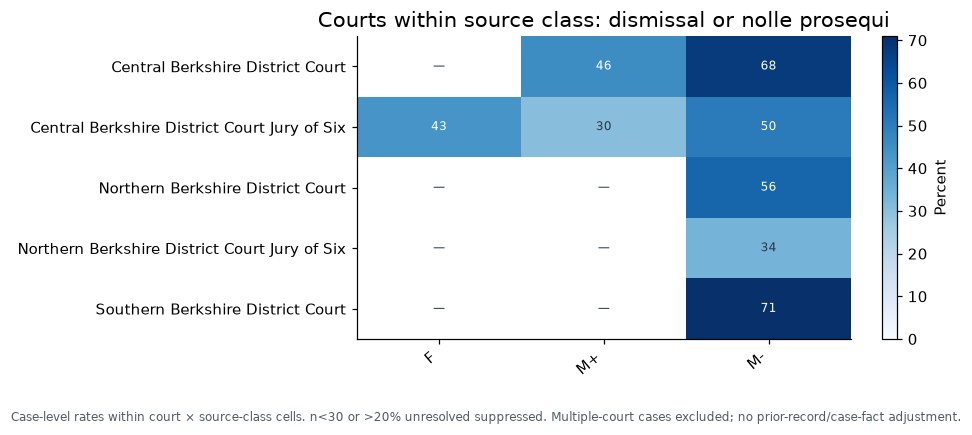 Courts within source class: dismissal or nolle prosequi
Central Berkshire District Court — 46 68
Central Berkshire District Court Jury of Six 43 30 50
Northern Berkshire District Court — — 56
Northern Berkshire District Court Jury of Six — — 34
Southern Berkshire District Court — — 71
F M+ M-
70
60
50
40
30
20
10
0
Percent
Case-level rates within court × source-class cells. n<30 or >20% unresolved suppressed. Multiple-court cases excluded; no prior-record/case-fact adjustment.